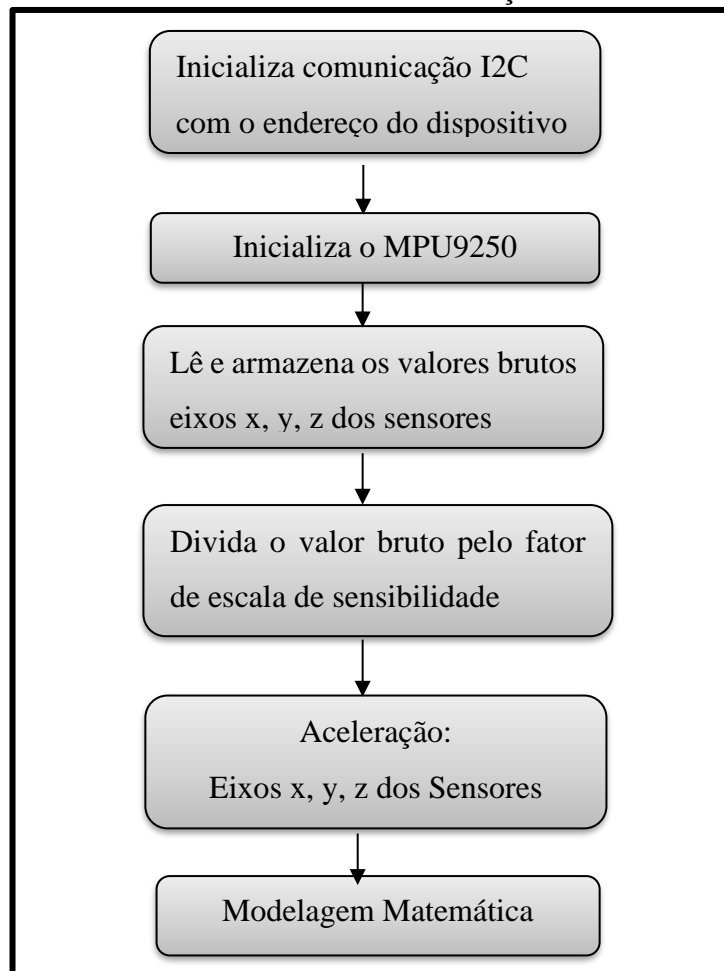 Inicializa comunicação I2C
com o endereço do dispositivo
Inicializa o MPU9250
Lê e armazena os valores brutos
eixos x, y, z dos sensores
Divida o valor bruto pelo fator
de escala de sensibilidade
Aceleração:
Eixos x, y, z dos Sensores
Modelagem Matemática